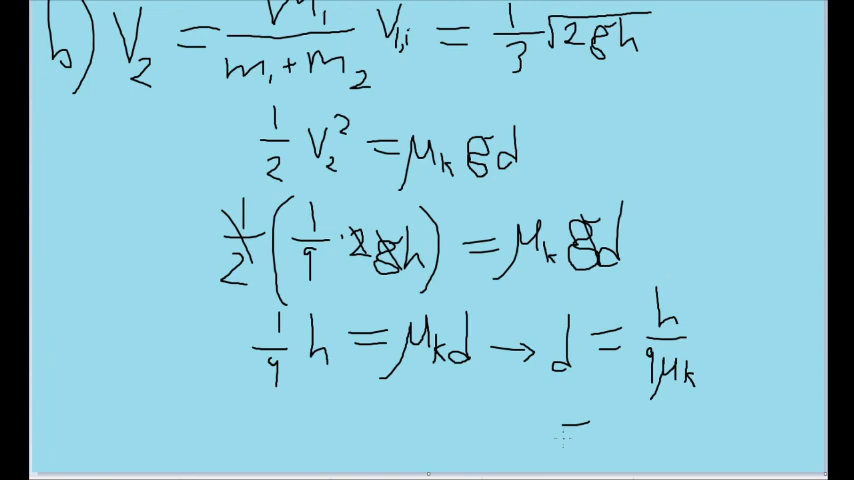 b) V₂ = m₁ / (m₁ + m₂) V₁,ᵢ = 1/3 √2gh
1/2 V₂² = μₖ g d
1/2 (1/9 · 2gh) = μₖ g d
1/9 h = μₖ d → d = h / 9μₖ
=